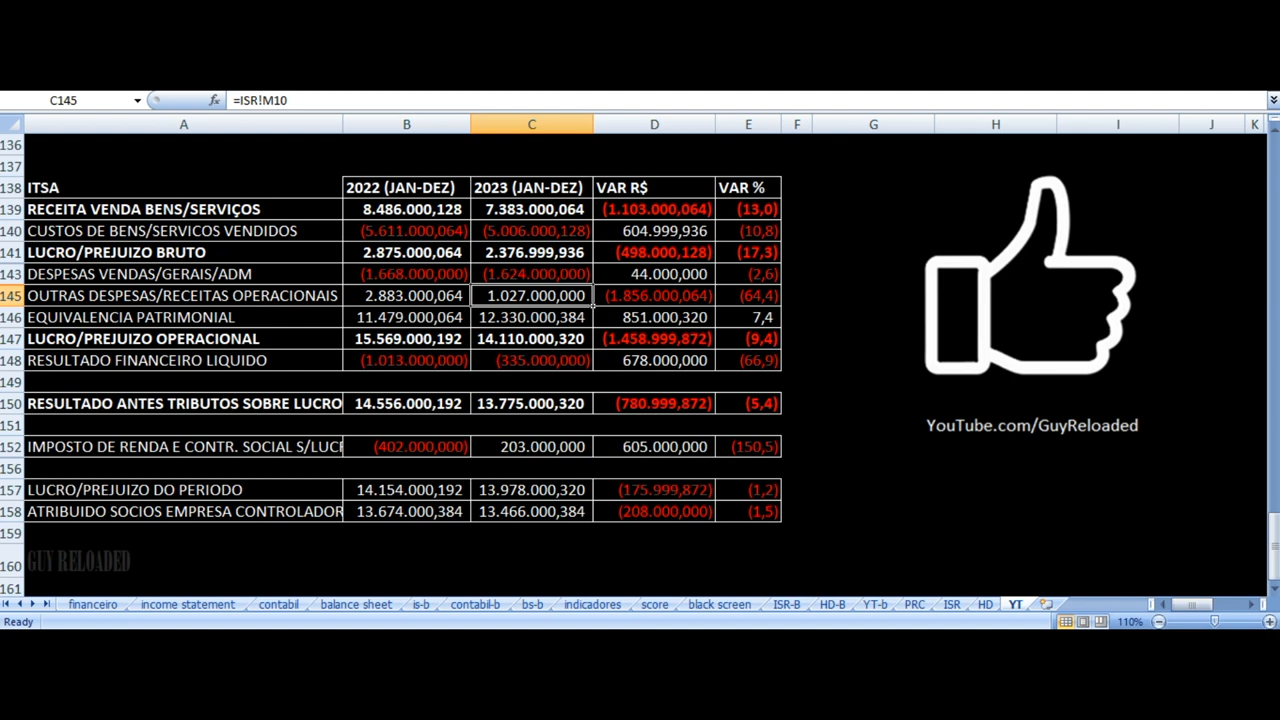 C145 fx =ISR!M10
A B C D E F G H I J K
136
137
138 ITSA 2022 (JAN-DEZ) 2023 (JAN-DEZ) VAR R$ VAR %
139 RECEITA VENDA BENS/SERVIÇOS 8.486.000,128 7.383.000,064 (1.103.000,064) (13,0)
140 CUSTOS DE BENS/SERVICOS VENDIDOS (5.611.000,064) (5.006.000,128) 604.999,936 (10,8)
141 LUCRO/PREJUIZO BRUTO 2.875.000,064 2.376.999,936 (498.000,128) (17,3)
143 DESPESAS VENDAS/GERAIS/ADM (1.668.000,000) (1.624.000,000) 44.000,000 (2,6)
145 OUTRAS DESPESAS/RECEITAS OPERACIONAIS 2.883.000,064 1.027.000,000 (1.856.000,064) (64,4)
146 EQUIVALENCIA PATRIMONIAL 11.479.000,064 12.330.000,384 851.000,320 7,4
147 LUCRO/PREJUIZO OPERACIONAL 15.569.000,192 14.110.000,320 (1.458.999,872) (9,4)
148 RESULTADO FINANCEIRO LIQUIDO (1.013.000,000) (335.000,000) 678.000,000 (66,9)
149
150 RESULTADO ANTES TRIBUTOS SOBRE LUCRO 14.556.000,192 13.775.000,320 (780.999,872) (5,4)
151
152 IMPOSTO DE RENDA E CONTR. SOCIAL S/LUCR (402.000,000) 203.000,000 605.000,000 (150,5)
156
157 LUCRO/PREJUIZO DO PERIODO 14.154.000,192 13.978.000,320 (175.999,872) (1,2)
158 ATRIBUIDO SOCIOS EMPRESA CONTROLADOR 13.674.000,384 13.466.000,384 (208.000,000) (1,5)
159
160 GUY RELOADED
161
YouTube.com/GuyReloaded
financeiro income statement contabil balance sheet is-b contabil-b bs-b indicadores score black screen ISR-B HD-B YT-b PRC ISR HD YT
Ready 110%